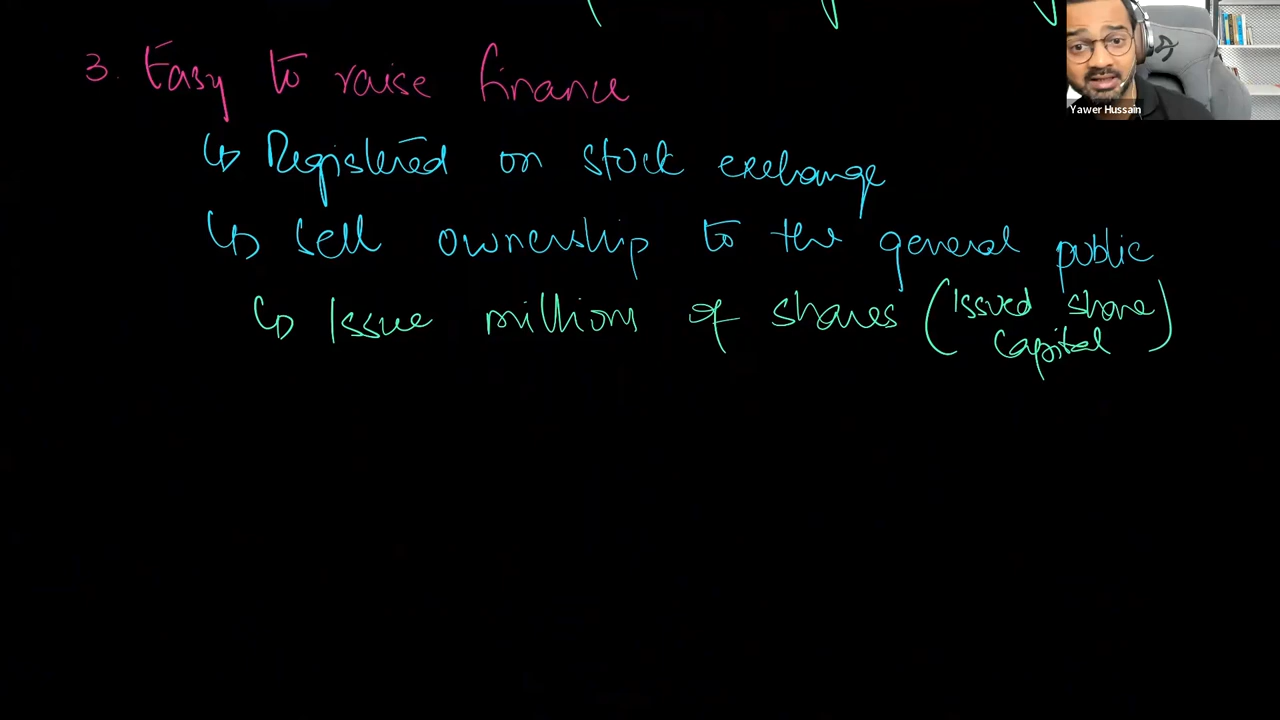 3. Easy to raise finance
↳ Registered on stock exchange
↳ Sell ownership to the general public
↳ Issue millions of shares (Issued share
capital)
Yawer Hussain